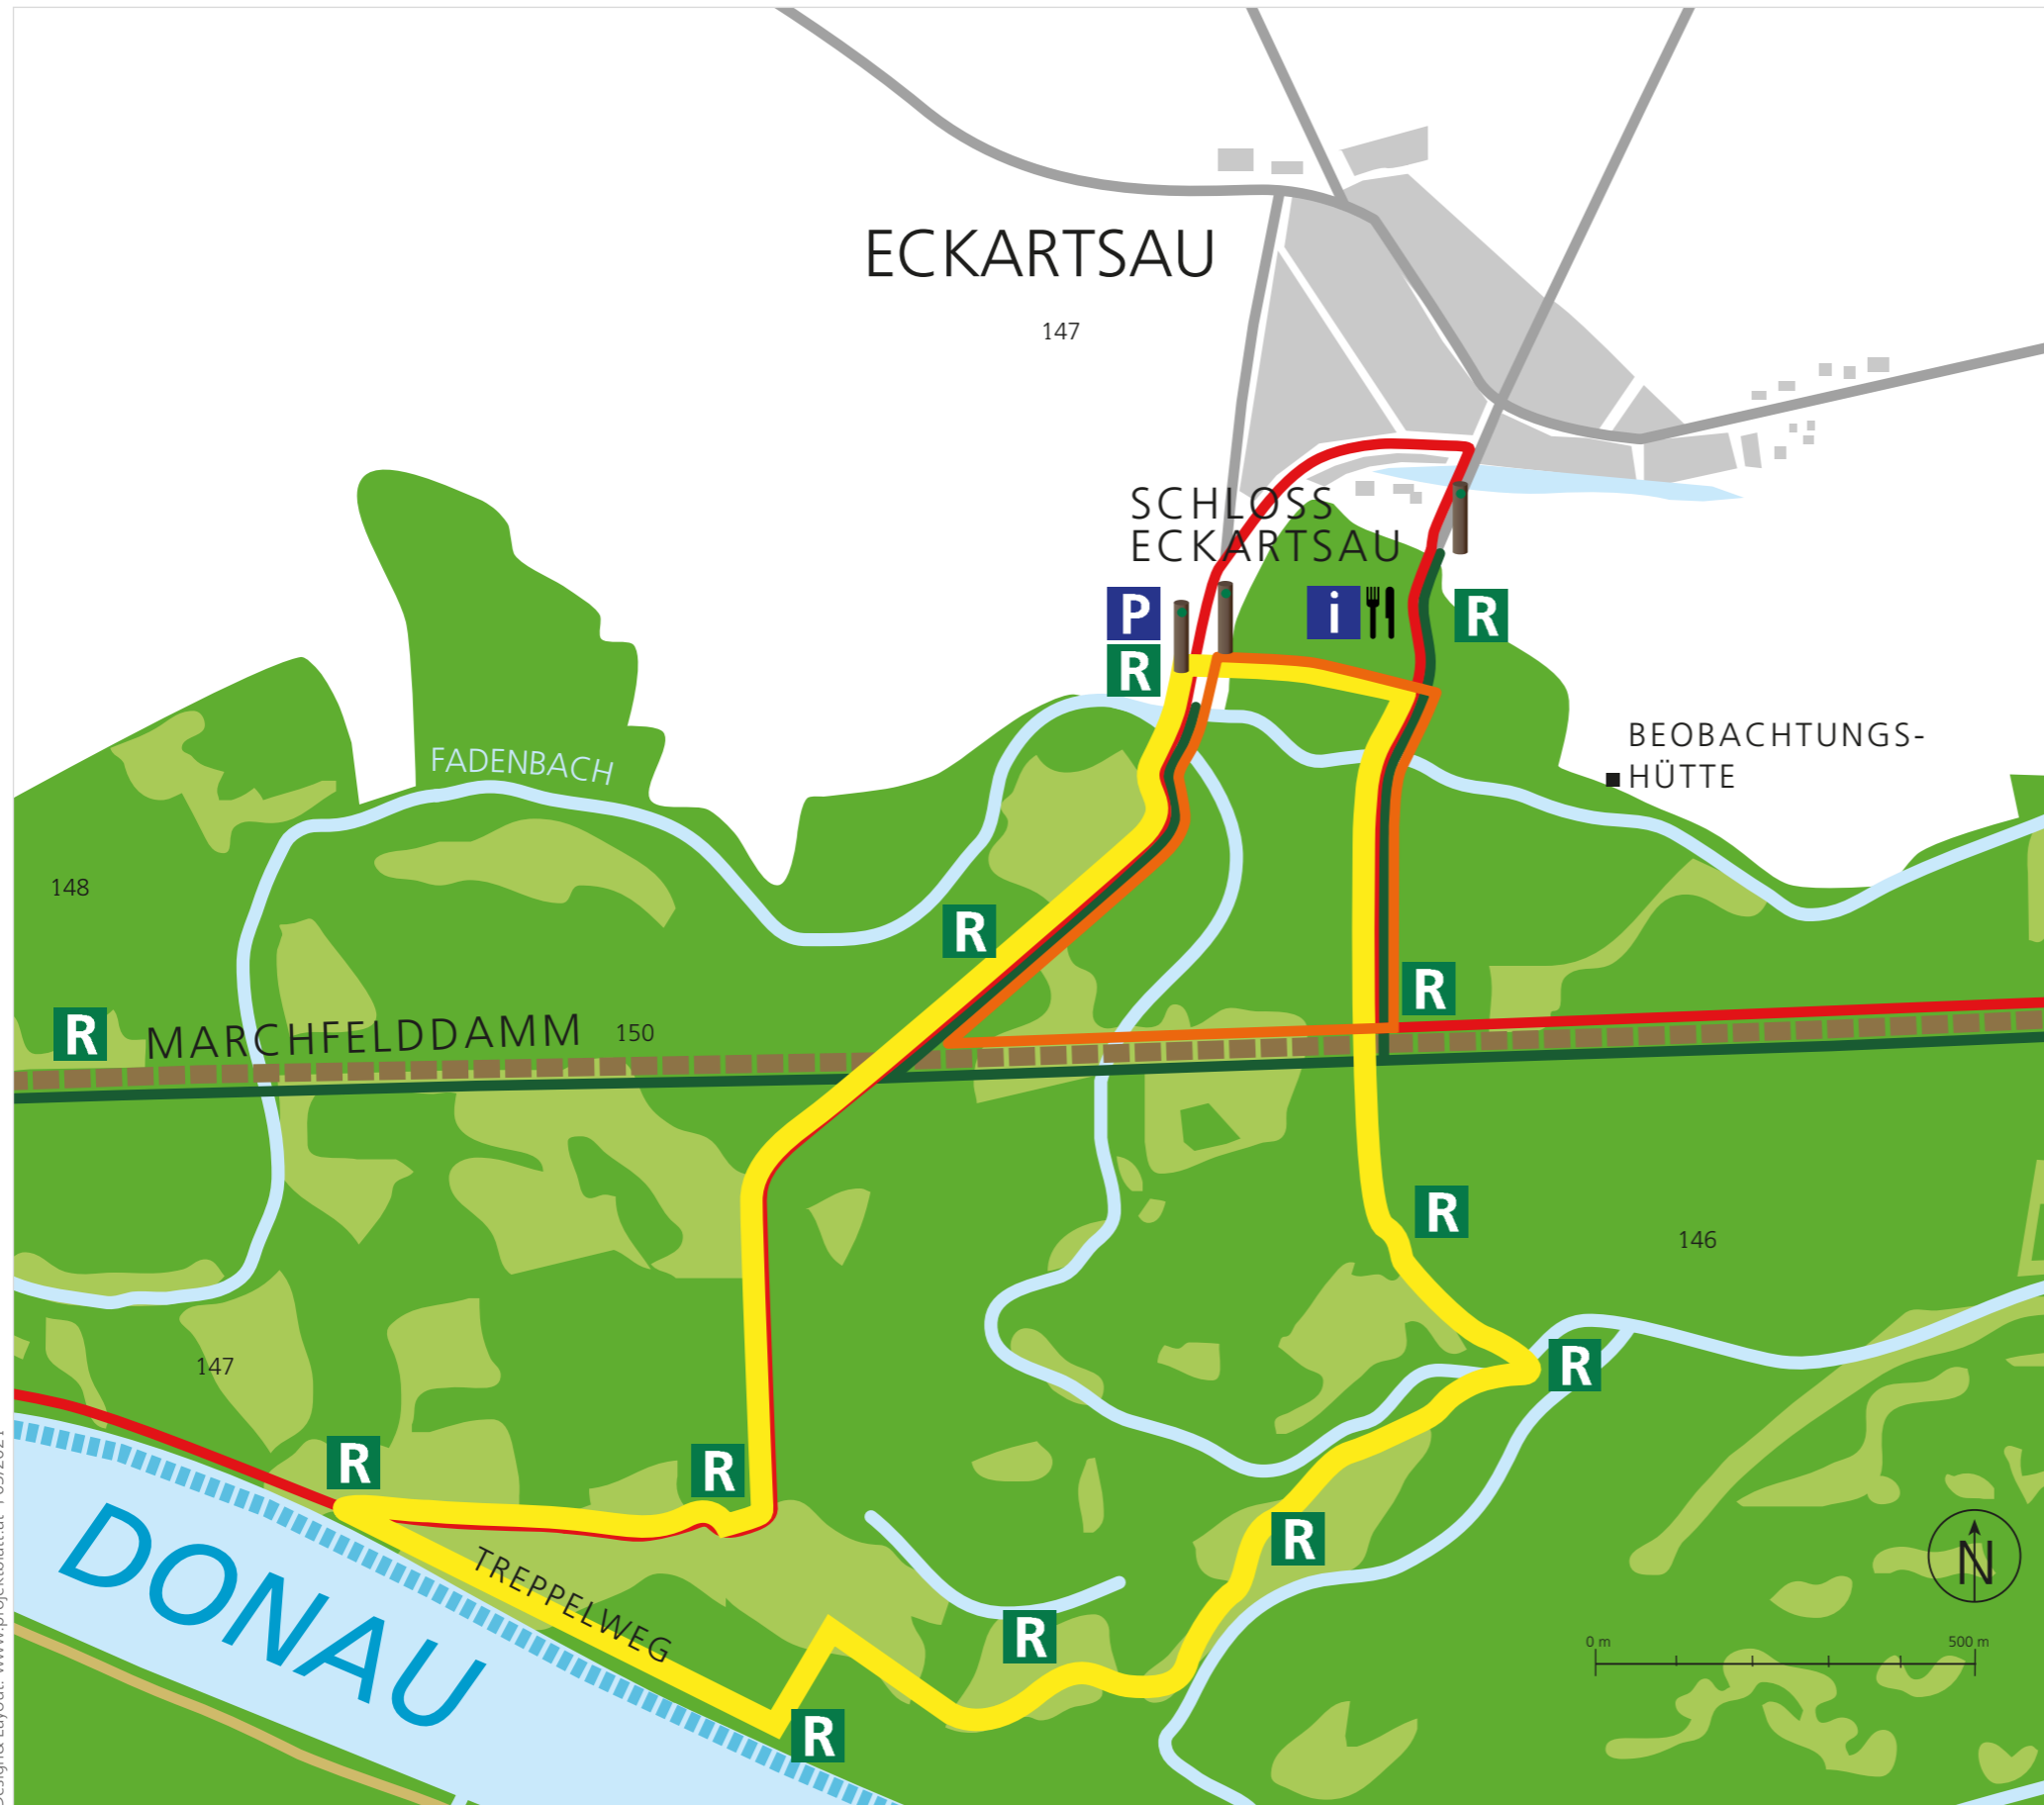 ECKARTSAU
147
SCHLOSS
ECKARTSAU
P
i
R
R
BEOBACHTUNGS-
HÜTTE
FADENBACH
148
R
R
R
MARCHFELDDAMM
150
R
146
147
R
R
R
R
TREPPELWEG
DONAU
R
R
N
0 m
500 m